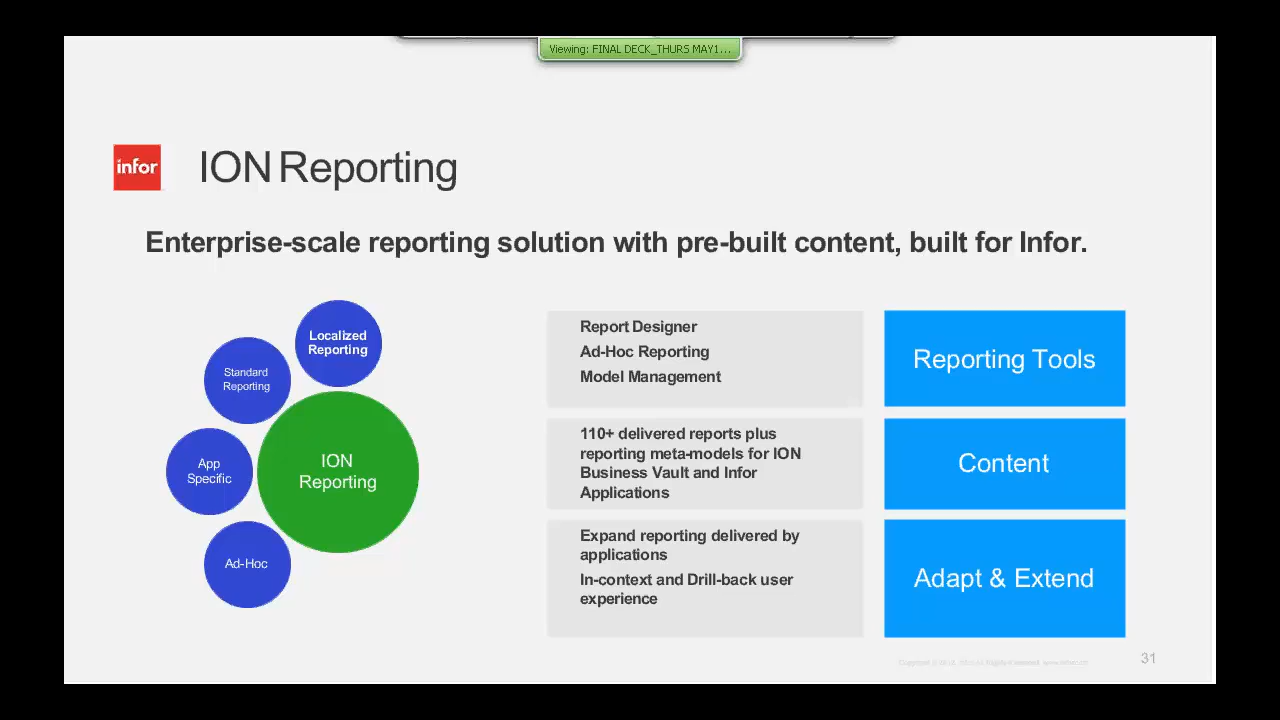 Viewing: FINAL DECK_THURS MAY1...
infor
ION Reporting
Enterprise-scale reporting solution with pre-built content, built for Infor.
Localized
Reporting
Standard
Reporting
App
Specific
Ad-Hoc
ION
Reporting
Report Designer
Ad-Hoc Reporting
Model Management
Reporting Tools
110+ delivered reports plus
reporting meta-models for ION
Business Vault and Infor
Applications
Content
Expand reporting delivered by
applications
In-context and Drill-back user
experience
Adapt & Extend
31